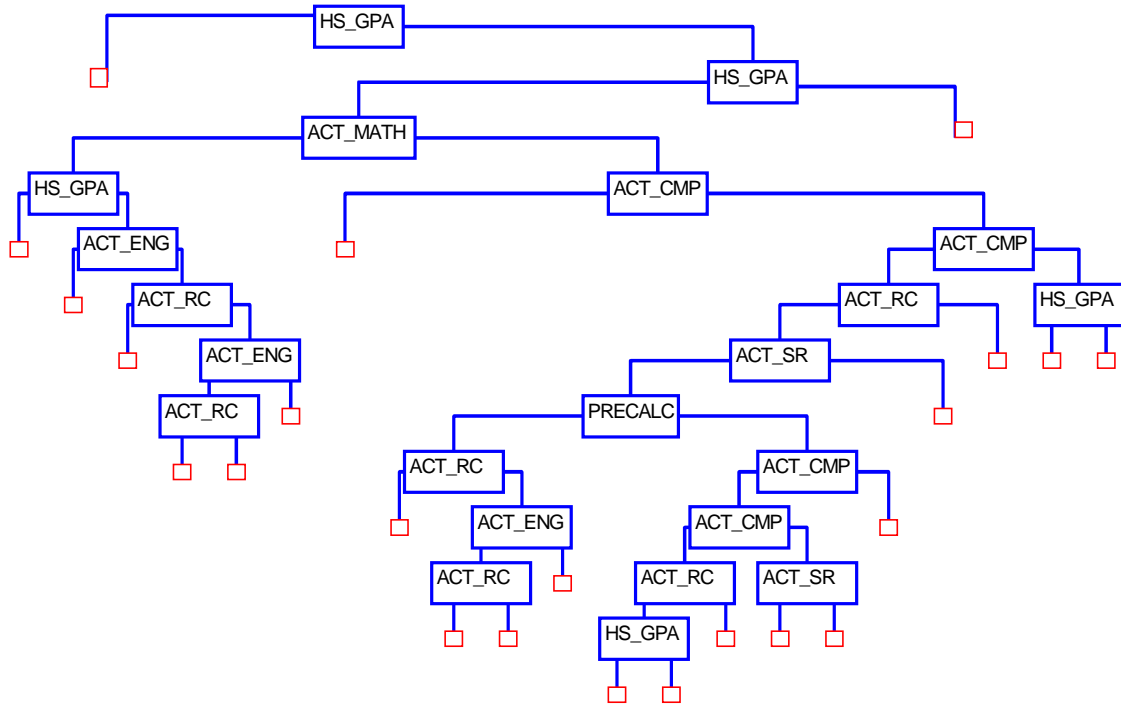 HS_GPA
HS_GPA
ACT_MATH
HS_GPA
ACT_CMP
ACT_ENG
ACT_CMP
ACT_RC
ACT_RC
HS_GPA
ACT_ENG
ACT_SR
ACT_RC
PRECALC
ACT_RC
ACT_CMP
ACT_ENG
ACT_CMP
ACT_RC
ACT_RC
ACT_SR
HS_GPA